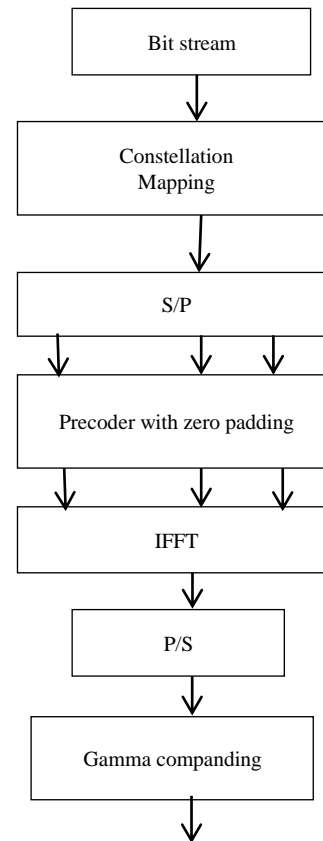 Bit stream
Constellation
Mapping
S/P
Precoder with zero padding
IFFT
P/S
Gamma companding